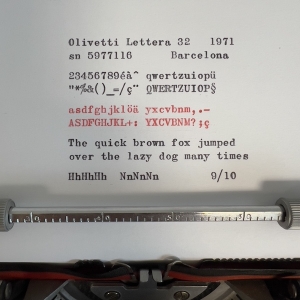 Olivetti Lettera 32   1971
sn 5977116      Barcelona
234567890éà^ qwertzuiopü
"*%&()_=/ç¨ QWERTZUIOP§
asdfghjklöä yxcvbnm,.-
ASDFGHJKL+: YXCVBNM?;ç
The quick brown fox jumped
over the lazy dog many times
HhHhHh  NnNnNn      9/10